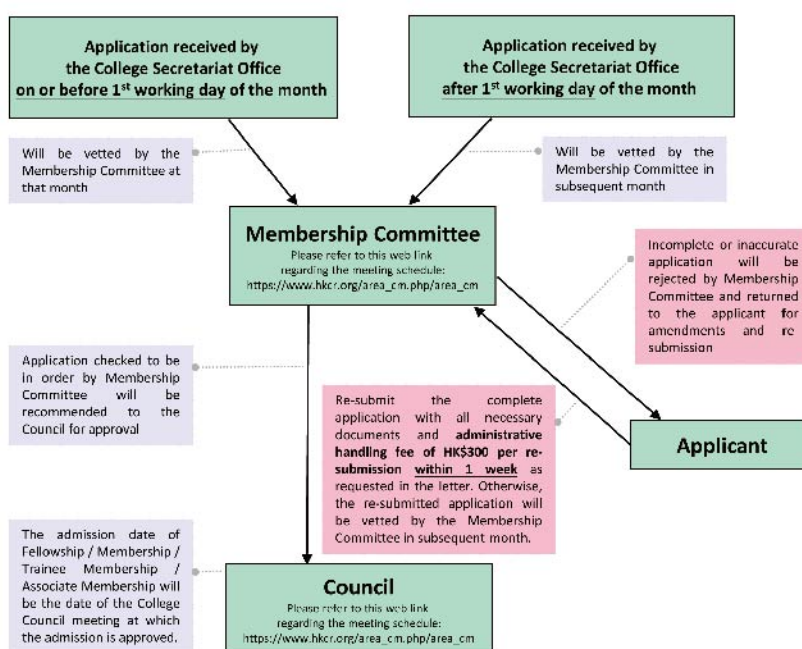 Application received by
the College Secretariat Office
on or before 1st working day of the month
Application received by
the College Secretariat Office
after 1st working day of the month
Will be vetted by the
Membership Committee at
that month
Will be vetted by the
Membership Committee in
subsequent month
Membership Committee
Please refer to this web link
regarding the meeting schedule:
https://www.hkcr.org/area_cm.php/area_cm
Incomplete or inaccurate
application will be
rejected by Membership
Committee and returned
to the applicant for
amendments and re-
submission
Application checked to be
in order by Membership
Committee will be
recommended to the
Council for approval
Re-submit the complete
application with all necessary
documents and administrative
handling fee of HK$300 per re-
submission within 1 week as
requested in the letter. Otherwise,
the re-submitted application will
be vetted by the Membership
Committee in subsequent month.
Applicant
The admission date of
Fellowship / Membership /
Trainee Membership /
Associate Membership will
be the date of the College
Council meeting at which
the admission is approved.
Council
Please refer to this web link
regarding the meeting schedule:
https://www.hkcr.org/area_cm.php/area_cm